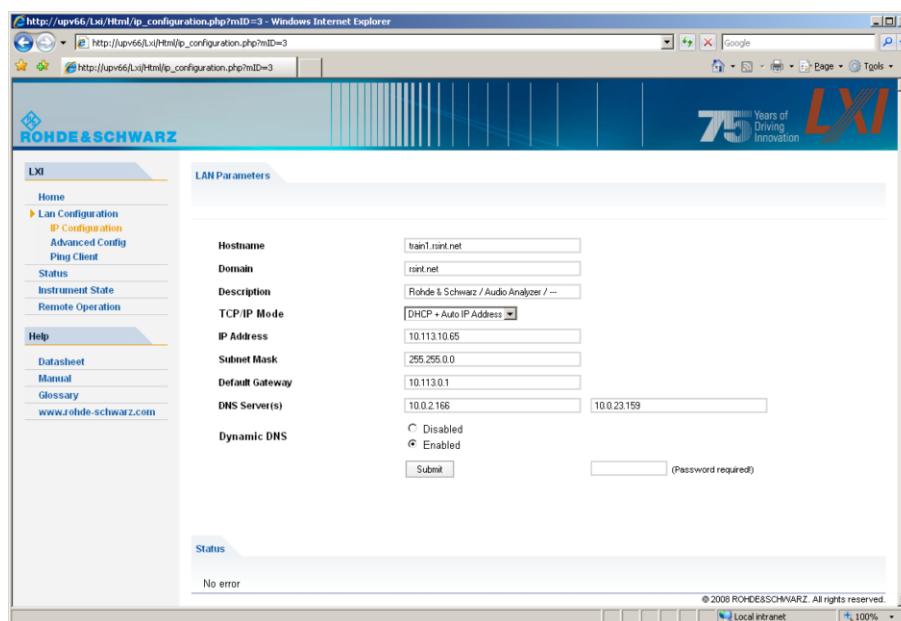 http://upv66/Lxi/Html/ip_configuration.php?mID=3 - Windows Internet Explorer
http://upv66/Lxi/Html/ip_configuration.php?mID=3
Google
http://upv66/Lxi/Html/ip_configuration.php?mID=3
Page
Tools
ROHDE&SCHWARZ
75 Years of
Driving
Innovation
LXI
LXI
Home
Lan Configuration
IP Configuration
Advanced Config
Ping Client
Status
Instrument State
Remote Operation
Help
Datasheet
Manual
Glossary
www.rohde-schwarz.com
LAN Parameters
Hostname train1.rsint.net
Domain rsint.net
Description Rohde & Schwarz / Audio Analyzer / ---
TCP/IP Mode DHCP + Auto IP Address
IP Address 10.113.10.65
Subnet Mask 255.255.0.0
Default Gateway 10.113.0.1
DNS Server(s) 10.0.2.166 10.0.23.159
Dynamic DNS
Disabled
Enabled
Submit (Password required!)
Status
No error
© 2008 ROHDE&SCHWARZ. All rights reserved.
Local intranet 100%